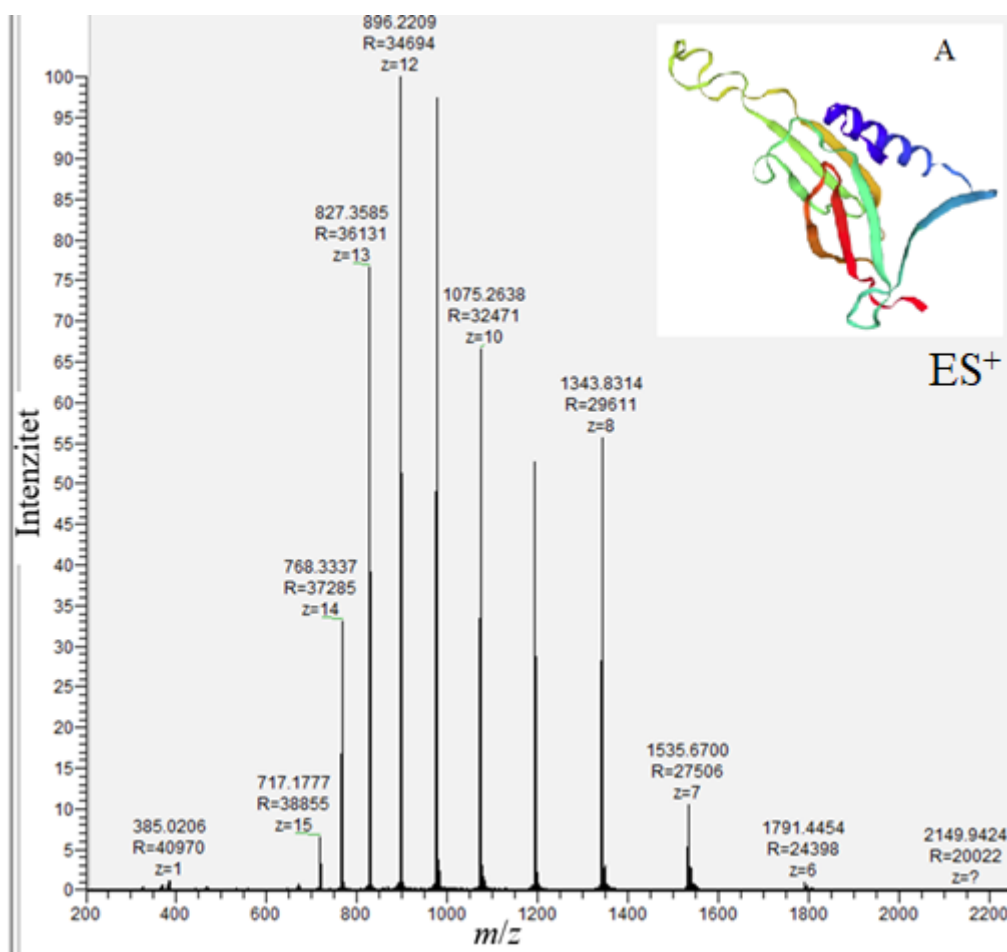 896.2209
R=34694
z=12
A
827.3585
R=36131
z=13
1075.2638
R=32471
z=10
ES+
1343.8314
R=29611
z=8
768.3337
R=37285
z=14
1535.6700
R=27506
z=7
717.1777
R=38855
z=15
385.0206
R=40970
z=1
1791.4454
R=24398
z=6
2149.9424
R=20022
z=?
Intenzitet
100
95
90
85
80
75
70
65
60
55
50
45
40
35
30
25
20
15
10
5
0
200 400 600 800 1000 1200 1400 1600 1800 2000 2200
m/z